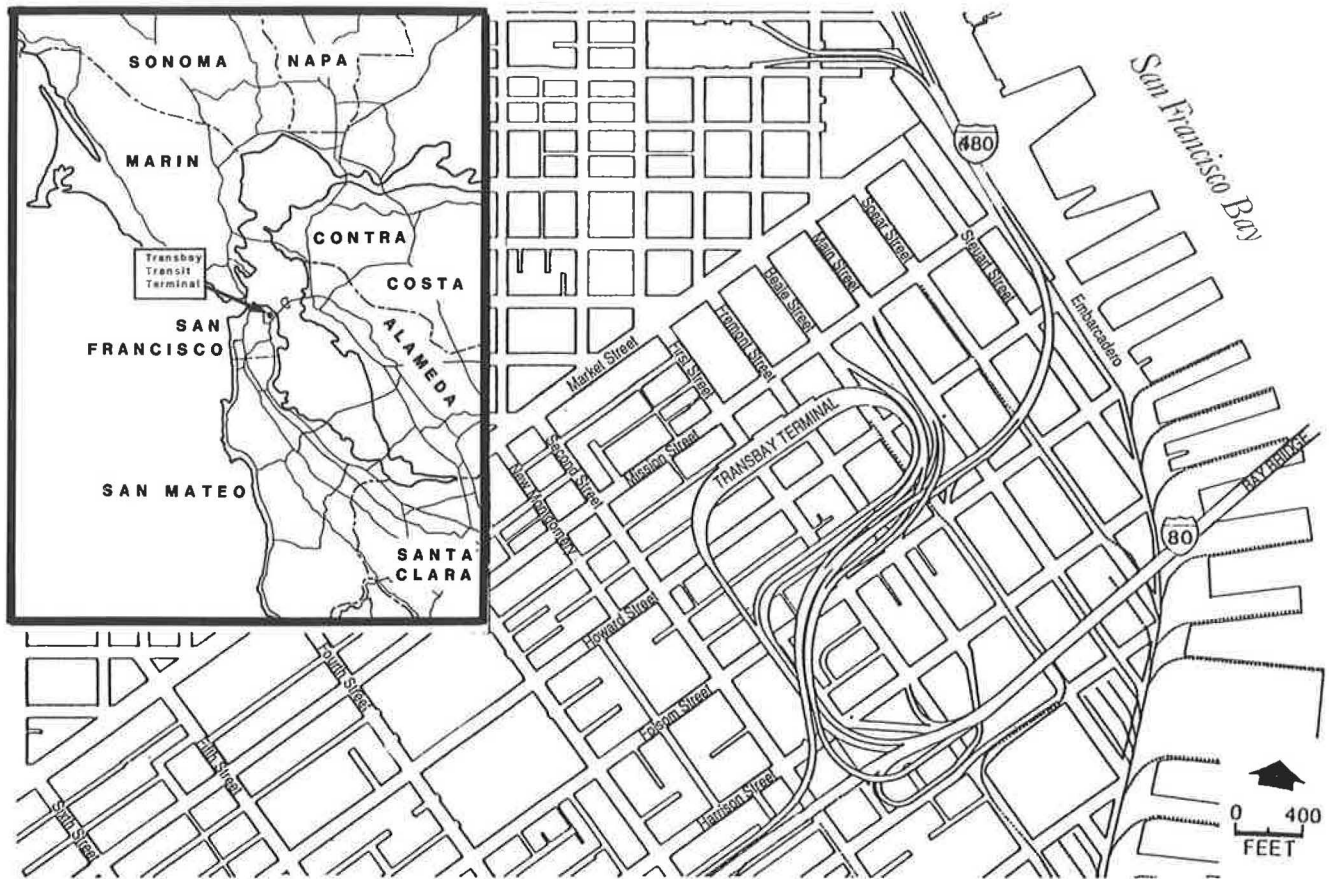 SONOMA
NAPA
MARIN
CONTRA
COSTA
Transbay
Transit
Terminal
SAN
FRANCISCO
ALAMEDA
SAN MATEO
SANTA
CLARA
San Francisco Bay
480
Spear Street
Main Street
Beale Street
Steuart Street
Fremont Street
First Street
Market Street
Embarcadero
TRANSBAY TERMINAL
Mission Street
Second Street
New Montgomery
BAY BRIDGE
80
Howard Street
Folsom Street
Harrison Street
Fourth Street
Fifth Street
Sixth Street
0 400
FEET